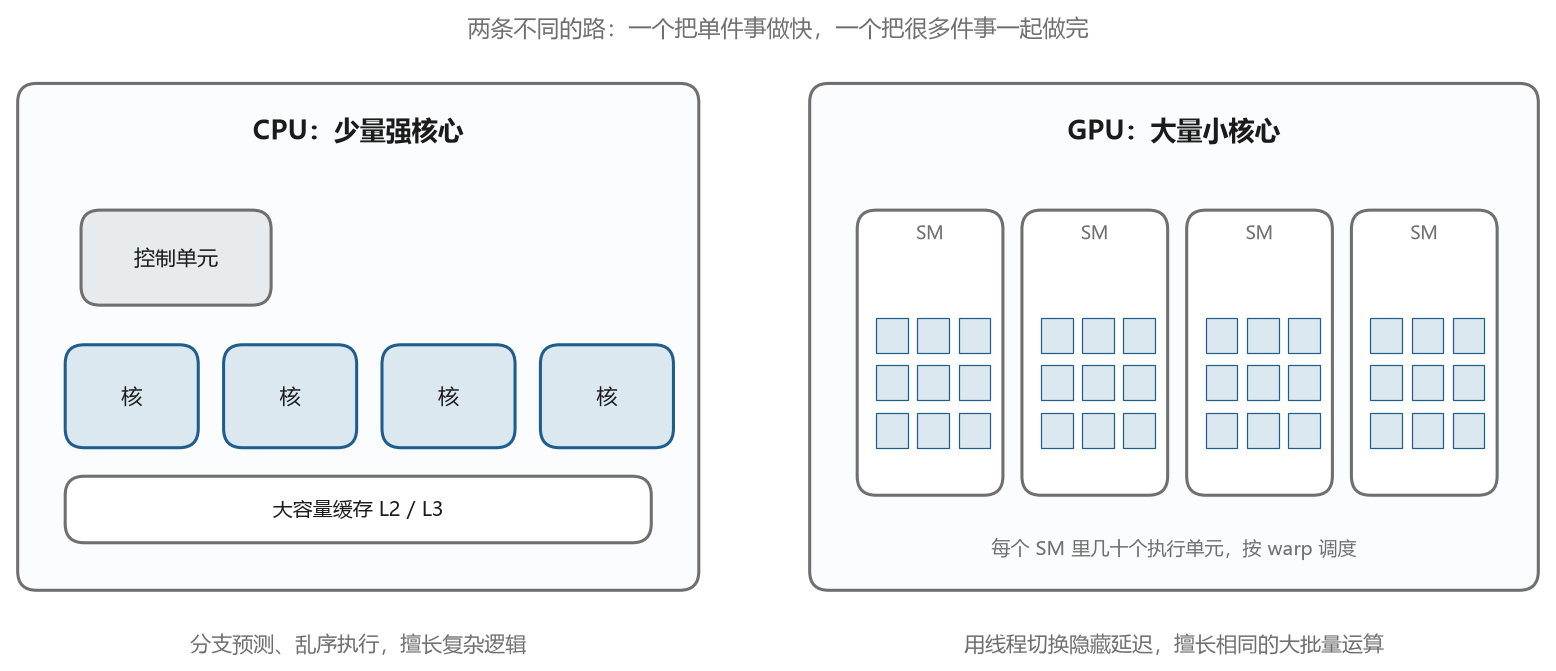 两条不同的路：一个把单件事做快，一个把很多件事一起做完
CPU：少量强核心
控制单元
核
核
核
核
大容量缓存 L2 / L3
分支预测、乱序执行，擅长复杂逻辑
GPU：大量小核心
SM
SM
SM
SM
每个 SM 里几十个执行单元，按 warp 调度
用线程切换隐藏延迟，擅长相同的大批量运算